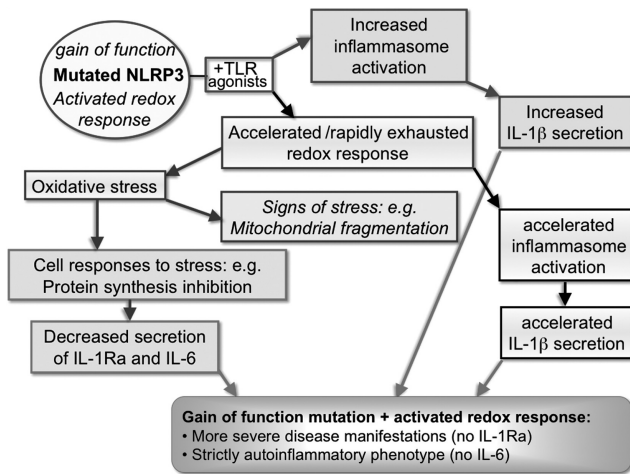 gain of function
Mutated NLRP3
Activated redox
response
+TLR
agonists
Increased
inflammasome
activation
Increased
IL-1β secretion
Accelerated /rapidly exhausted
redox response
Oxidative stress
Signs of stress: e.g.
Mitochondrial fragmentation
accelerated
inflammasome
activation
Cell responses to stress: e.g.
Protein synthesis inhibition
accelerated
IL-1β secretion
Decreased secretion
of IL-1Ra and IL-6
Gain of function mutation + activated redox response:
• More severe disease manifestations (no IL-1Ra)
• Strictly autoinflammatory phenotype (no IL-6)